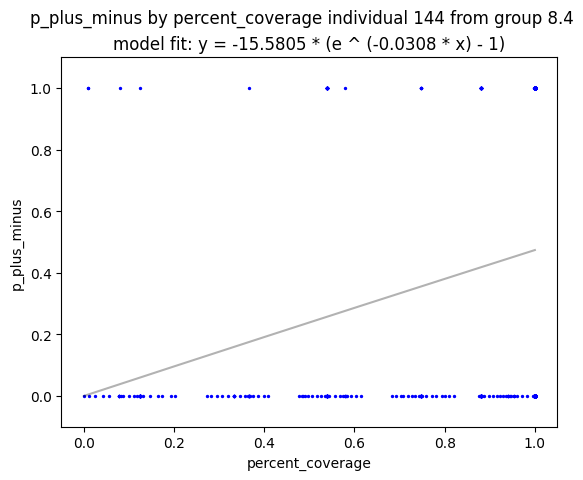 p_plus_minus by percent_coverage individual 144 from group 8.4
model fit: y = -15.5805 * (e ^ (-0.0308 * x) - 1)
1.0
0.8
0.6
0.4
0.2
0.0
p_plus_minus
0.0 0.2 0.4 0.6 0.8 1.0
percent_coverage